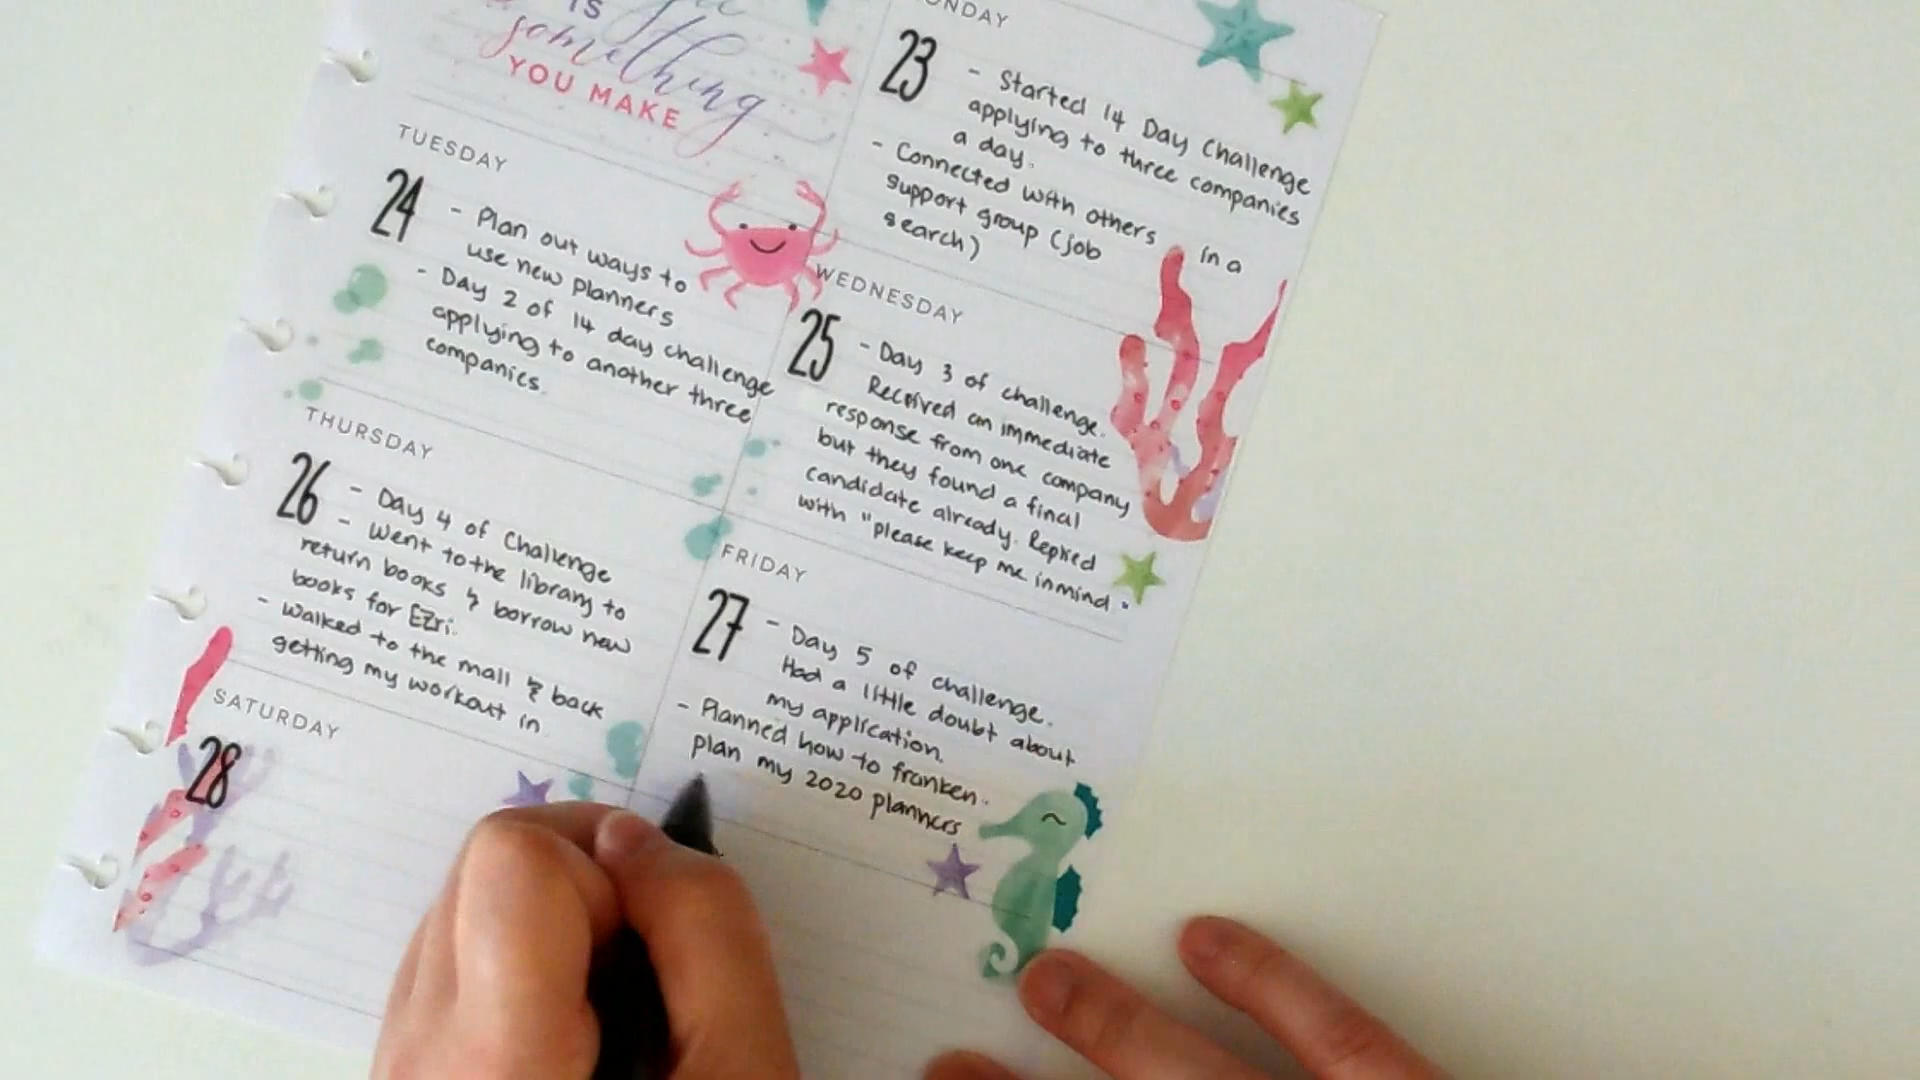 IS
something
YOU MAKE
23
- Started 14 Day Challenge
applying to three companies
a day.
- Connected with others in a
support group (job
search)
TUESDAY
24
- Plan out ways to
use new planners
- Day 2 of 14 day challenge
applying to another three
companies.
WEDNESDAY
25
- Day 3 of challenge.
Received an immediate
response from one company
but they found a final
candidate already. Replied
with "please keep me in mind"
THURSDAY
26
- Day 4 of Challenge
- Went to the library to
return books & borrow new
books for Ezri.
- Walked to the mall & back
getting my workout in
FRIDAY
27
- Day 5 of challenge.
Had a little doubt about
my application.
- Planned how to franken
plan my 2020 planners
SATURDAY
28